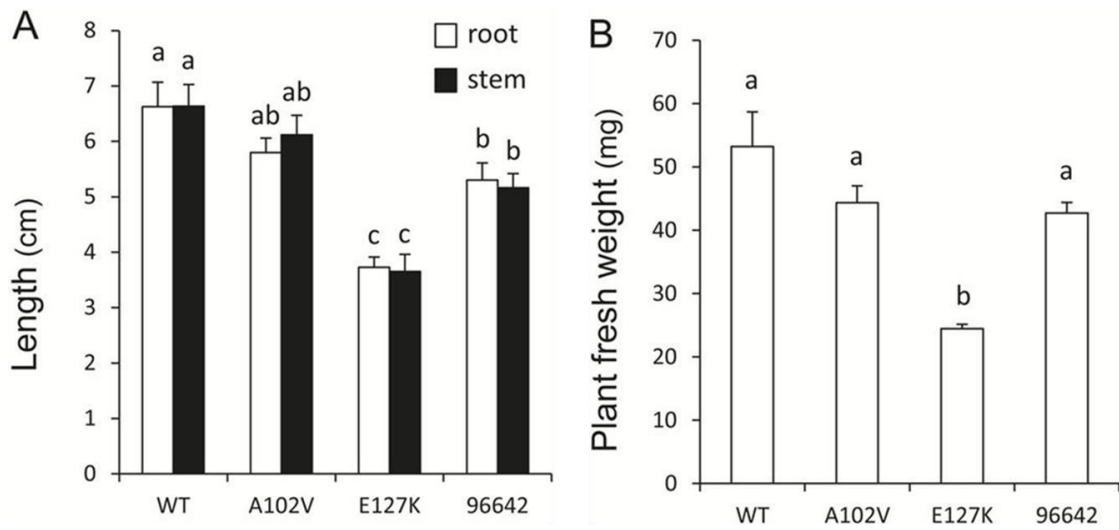 A
Length (cm)
8
7
6
5
4
3
2
1
0
root
stem
a a
ab ab
c c
b b
WT A102V E127K 96642
B
Plant fresh weight (mg)
70
60
50
40
30
20
10
0
a
a
b
a
WT A102V E127K 96642